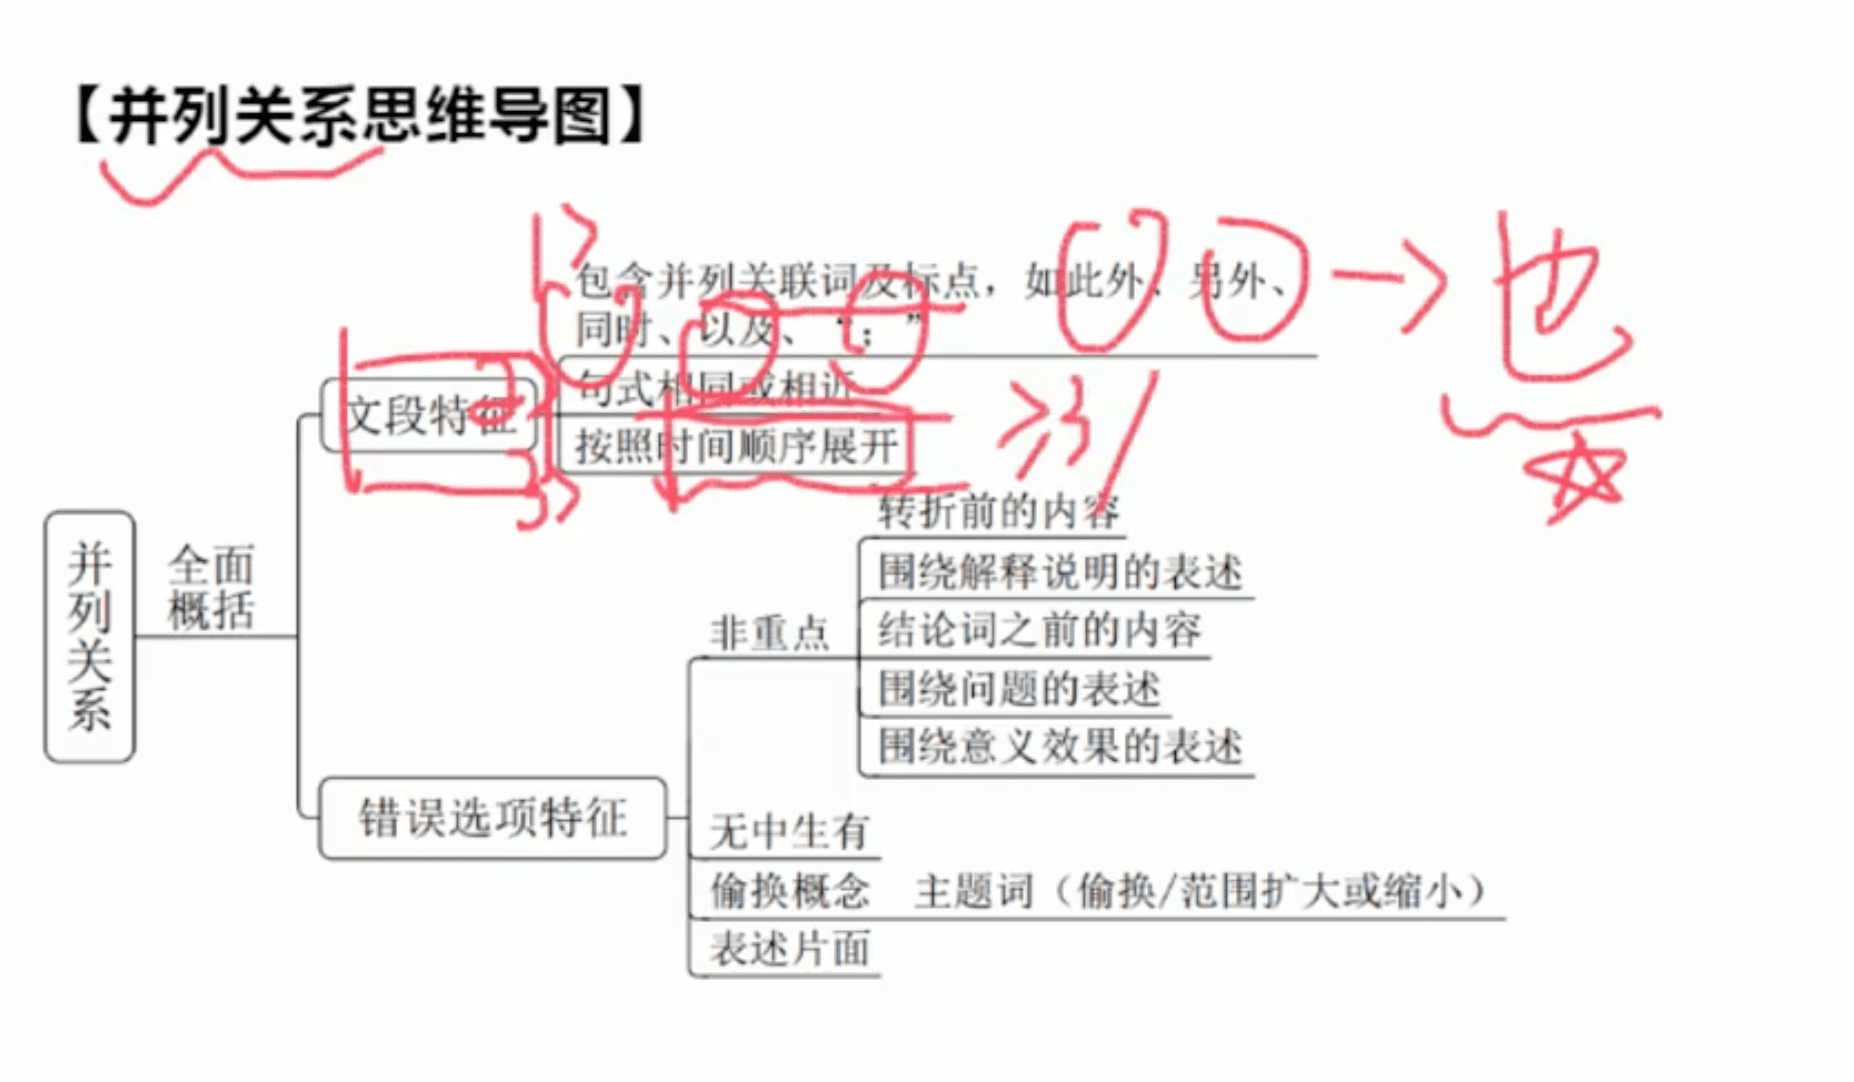 【并列关系思维导图】
包含并列关联词及标点，如此外、另外、
同时、以及、“；”
也
文段特征
句式相同或相近
按照时间顺序展开
转折前的内容
并列关系
全面
概括
围绕解释说明的表述
非重点
结论词之前的内容
围绕问题的表述
围绕意义效果的表述
错误选项特征
无中生有
偷换概念 主题词（偷换/范围扩大或缩小）
表述片面